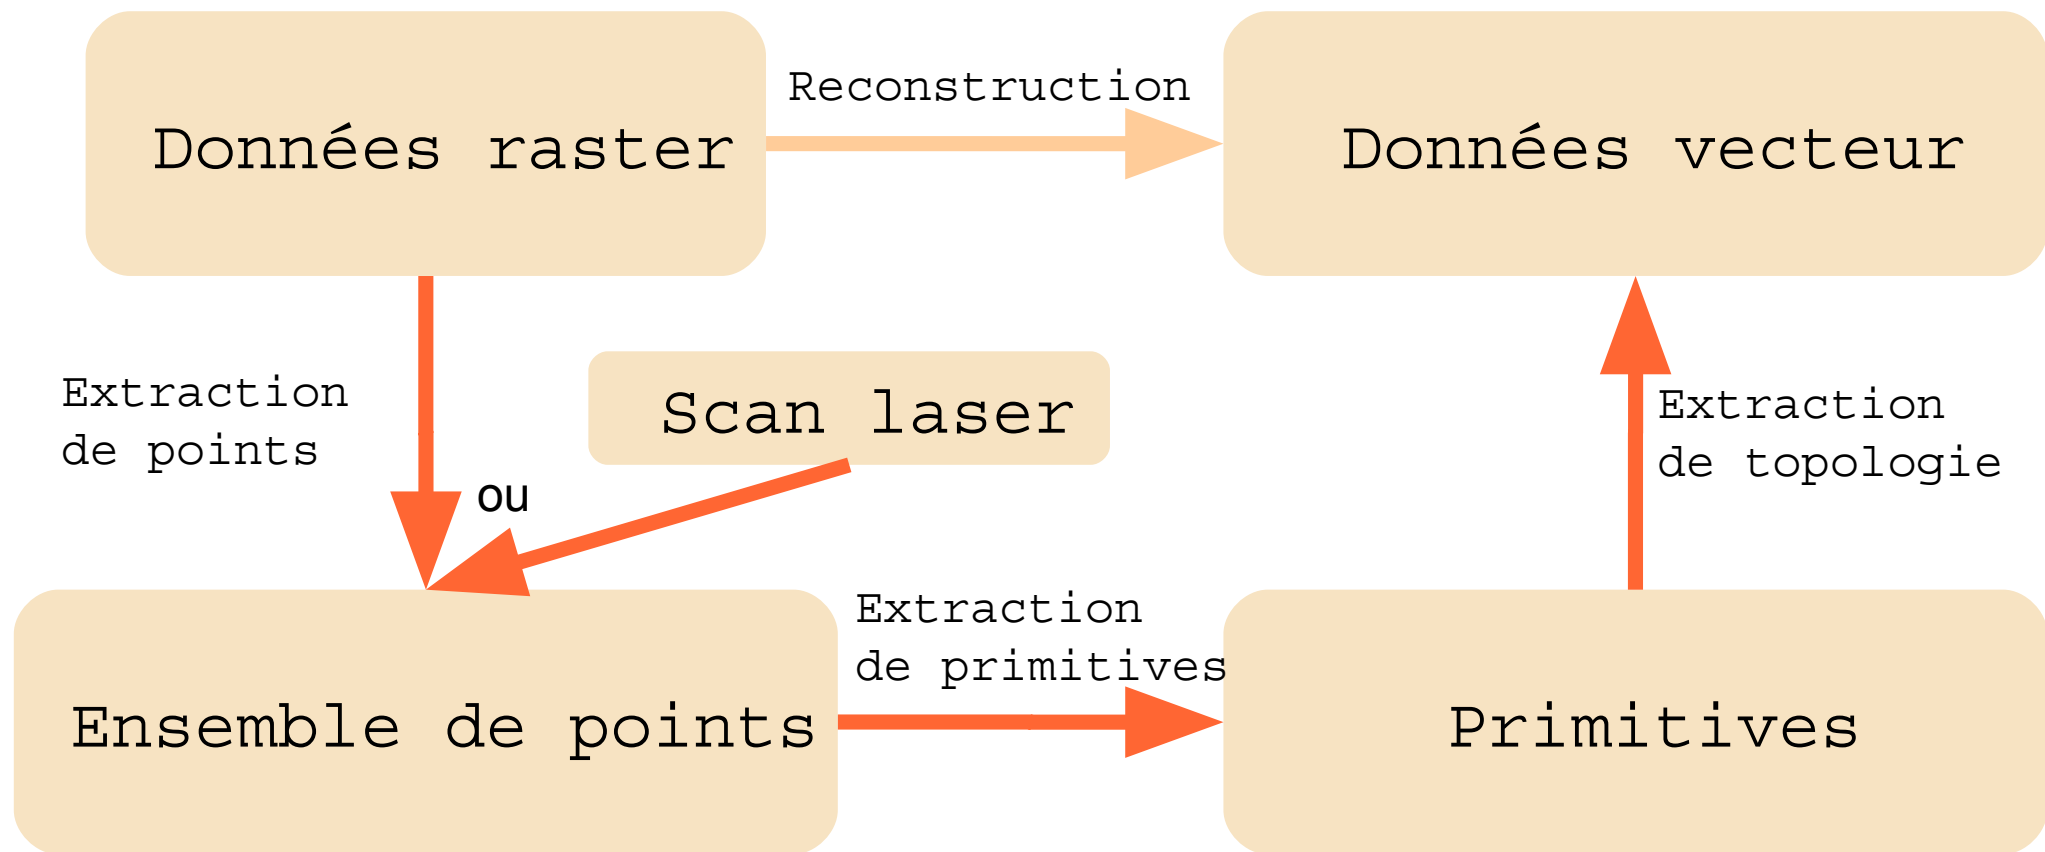 Données raster
Reconstruction
Données vecteur
Extraction
de points
Scan laser
ou
Extraction
de topologie
Extraction
de primitives
Ensemble de points
Primitives